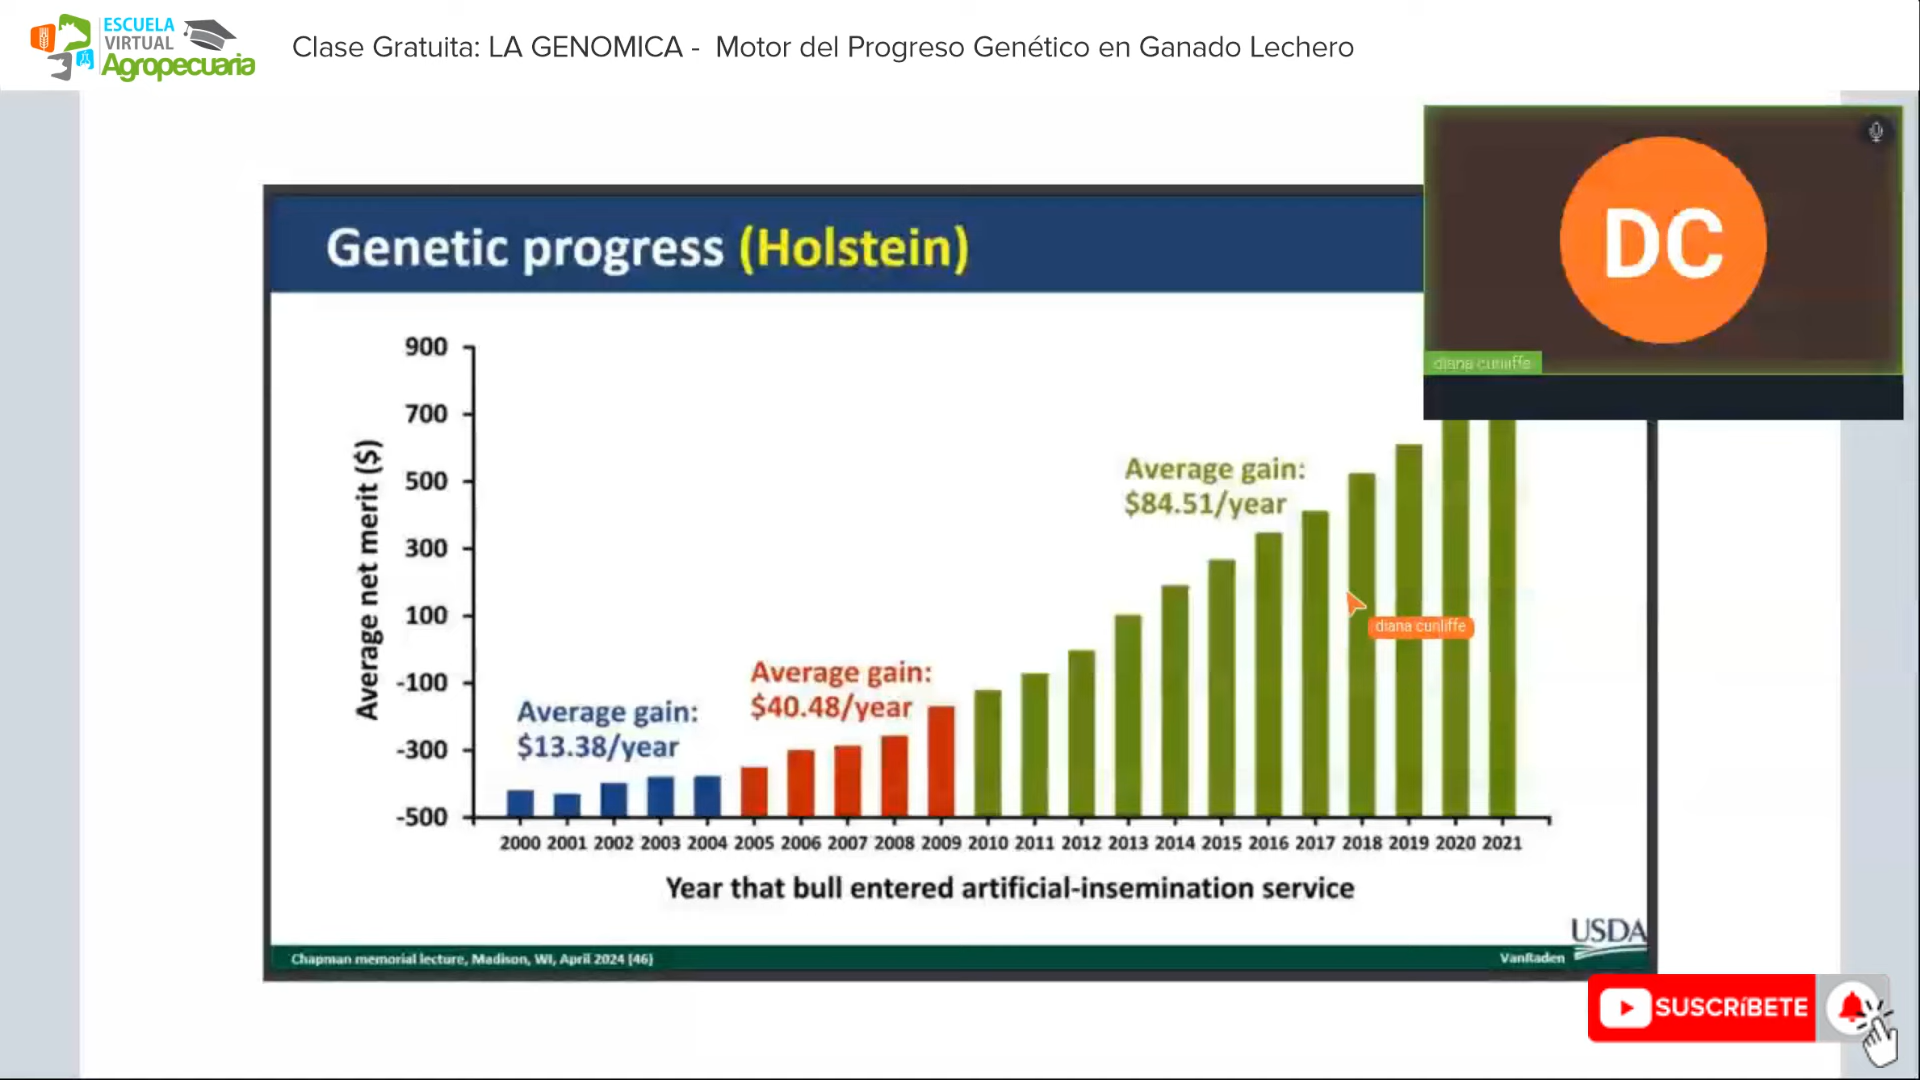 ESCUELA
VIRTUAL
Agropecuaria
Clase Gratuita: LA GENOMICA - Motor del Progreso Genético en Ganado Lechero
DC
diana cunliffe
Genetic progress (Holstein)
Average net merit ($)
900
700
500
300
100
-100
-300
-500
Average gain:
$13.38/year
Average gain:
$40.48/year
Average gain:
$84.51/year
diana cunliffe
2000 2001 2002 2003 2004 2005 2006 2007 2008 2009 2010 2011 2012 2013 2014 2015 2016 2017 2018 2019 2020 2021
Year that bull entered artificial-insemination service
USDA
Chapman memorial lecture, Madison, WI, April 2024 (46)
VanRaden
SUSCRíBETE